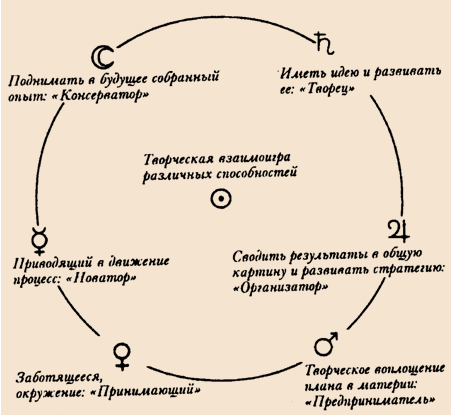 Поднимать в будущее собранный
опыт: «Консерватор»
Иметь идею и развивать
ее: «Творец»
Творческая взаимоигра
различных способностей
Приводящий в движение
процесс: «Новатор»
Сводить результаты в общую
картину и развивать стратегию:
«Организатор»
Заботящееся,
окружение: «Принимающий»
Творческое воплощение
плана в материи:
«Предприниматель»